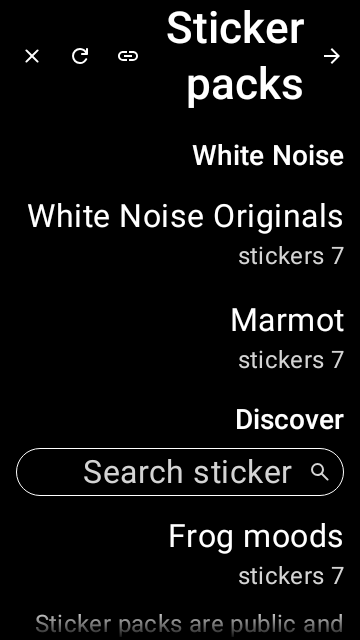 Sticker
packs
White Noise
White Noise Originals
stickers 7
Marmot
stickers 7
Discover
Search sticker
Frog moods
stickers 7
Sticker packs are public and